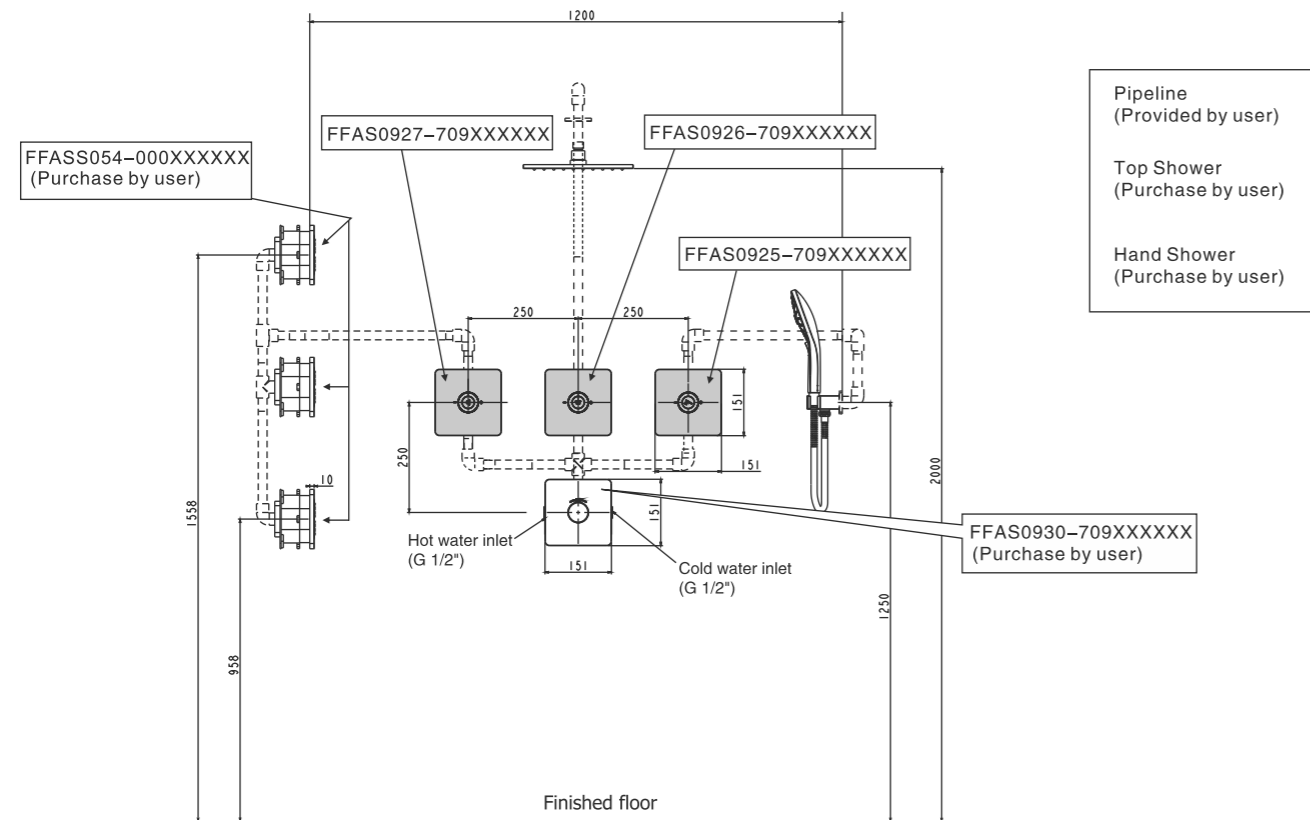 1200
Pipeline
(Provided by user)
Top Shower
(Purchase by user)
Hand Shower
(Purchase by user)
FFAS0927-709XXXXXX
FFAS0926-709XXXXXX
FFASS054-000XXXXXX
(Purchase by user)
FFAS0925-709XXXXXX
250
250
151
151
250
2000
10
1558
151
FFAS0930-709XXXXXX
(Purchase by user)
Hot water inlet
(G 1/2")
151
Cold water inlet
(G 1/2")
1250
958
Finished floor